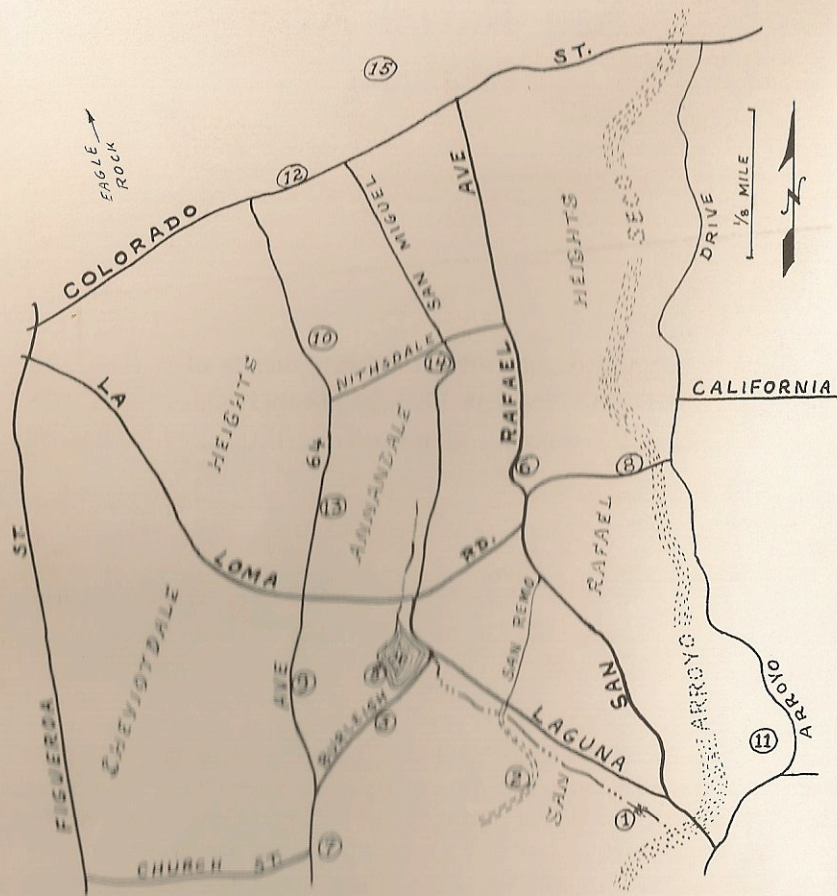 15
ST.
EAGLE
ROCK
12
COLORADO
SAN MIGUEL
AVE
HEIGHTS
SECO
DRIVE
1/8 MILE
N
10
NITHSDALE
14
LA
HEIGHTS
RAFAEL
CALIFORNIA
64
ANNANDALE
6
8
13
ST.
LOMA
RD.
RAFAEL
CHEVIOTDALE
SAN REMO
ARROYO
SAN
AVE
BURLEIGH
LAGUNA
ARROYO
11
FIGUEROA
2
SAN
1
7
CHURCH ST.